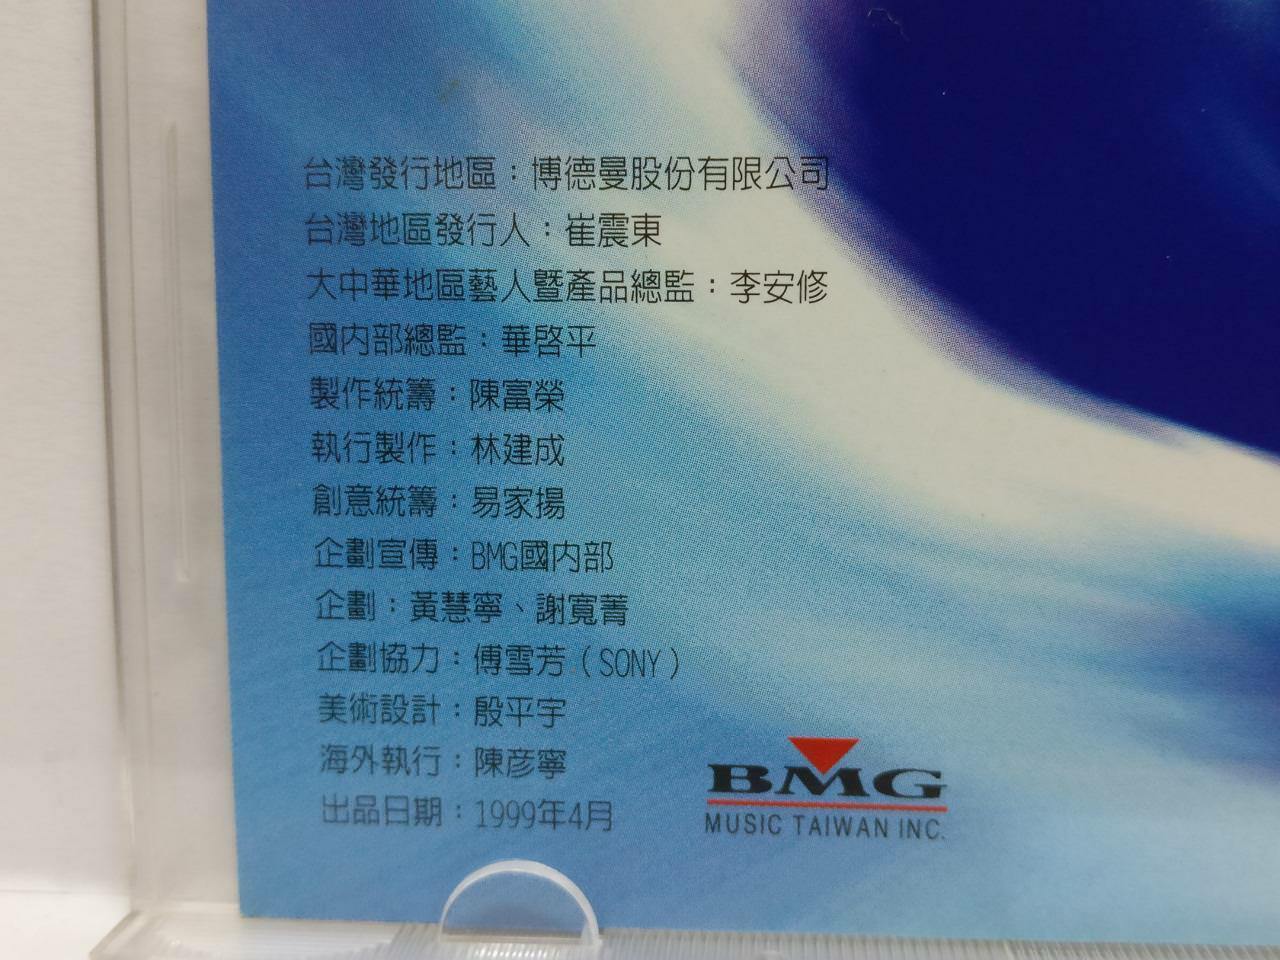 台灣發行地區：博德曼股份有限公司
台灣地區發行人：崔震東
大中華地區藝人暨產品總監：李安修
國內部總監：華啓平
製作統籌：陳富榮
執行製作：林建成
創意統籌：易家揚
企劃宣傳：BMG國內部
企劃：黃慧寧、謝寬菁
企劃協力：傅雪芳（SONY）
美術設計：殷平宇
海外執行：陳彥寧
出品日期：1999年4月
BMG
MUSIC TAIWAN INC.